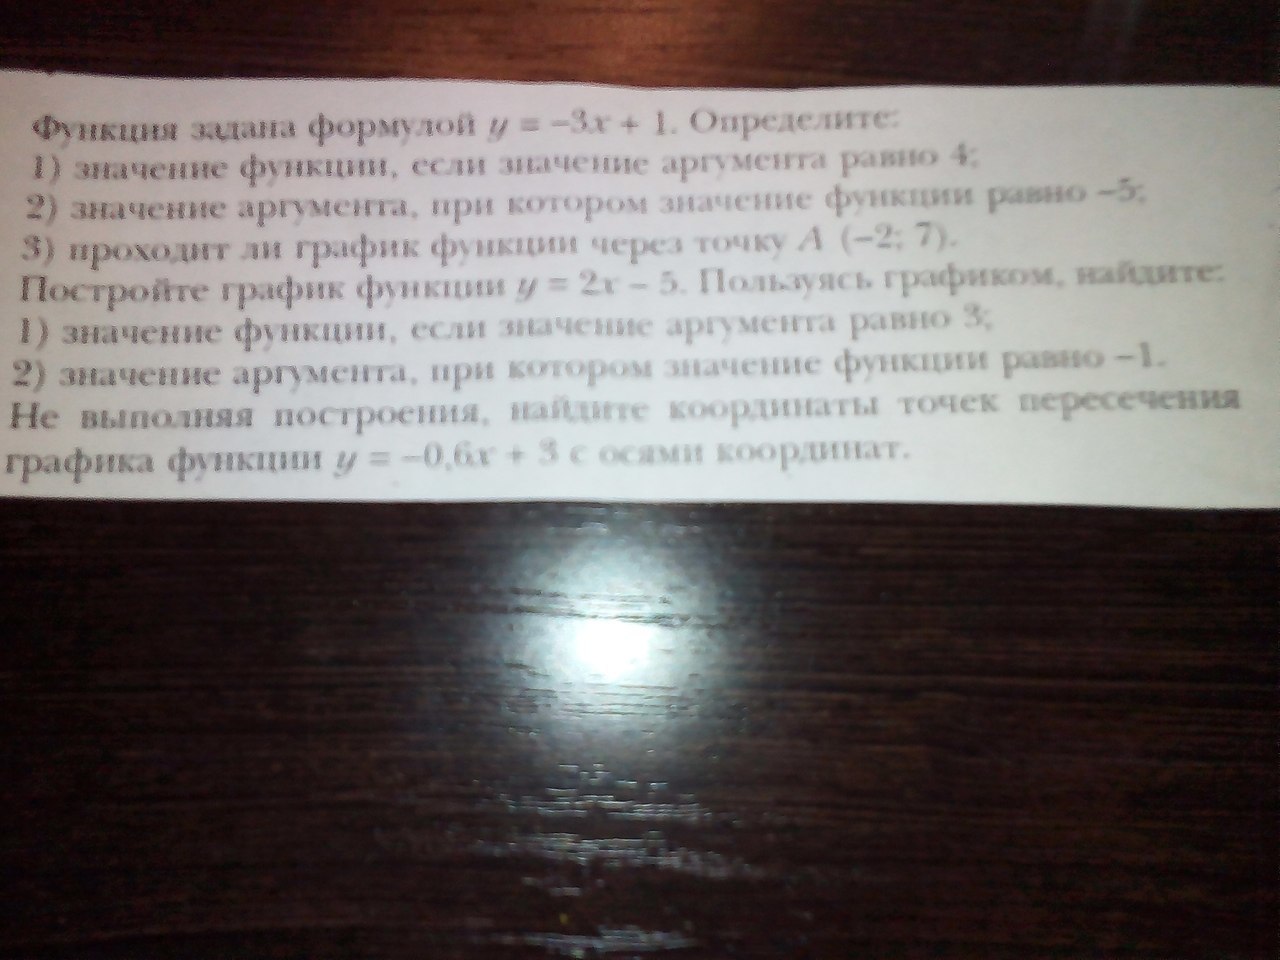 Функция задана формулой y = −3x + 1. Определите:
1) значение функции, если значение аргумента равно 4;
2) значение аргумента, при котором значение функции равно −5;
3) проходит ли график функции через точку A (−2; 7).
Постройте график функции y = 2x − 5. Пользуясь графиком, найдите:
1) значение функции, если значение аргумента равно 3;
2) значение аргумента, при котором значение функции равно −1.
Не выполняя построения, найдите координаты точек пересечения
графика функции y = −0,6x + 3 с осями координат.